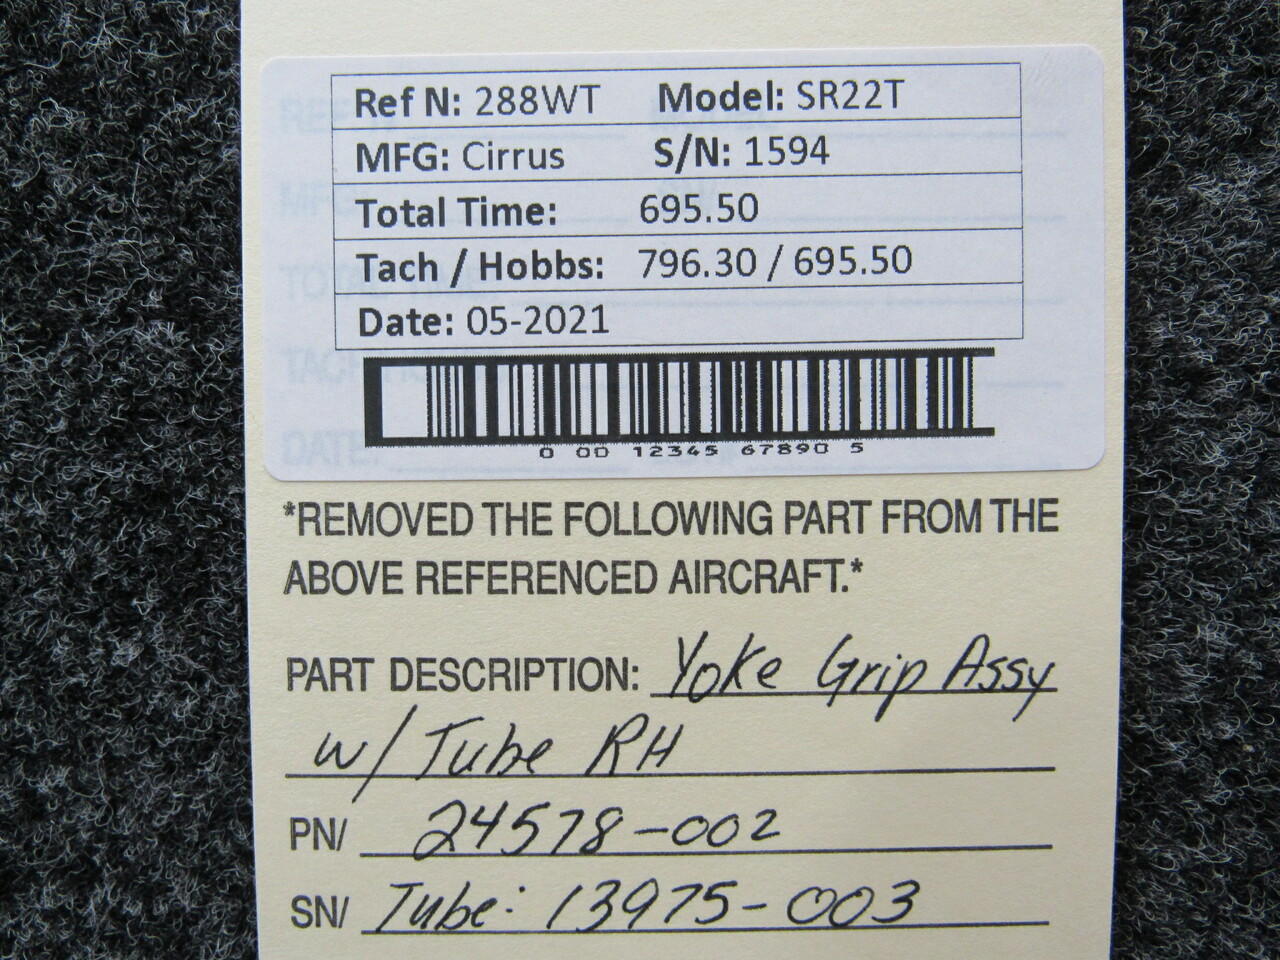 Ref N: 288WT Model: SR22T
MFG: Cirrus S/N: 1594
Total Time: 695.50
Tach / Hobbs: 796.30 / 695.50
Date: 05-2021
0 00 12345 67890 5
*REMOVED THE FOLLOWING PART FROM THE
ABOVE REFERENCED AIRCRAFT.*
PART DESCRIPTION: Yoke Grip Assy
w/ Tube RH
PN/ 24578-002
SN/ Tube: 13975-003